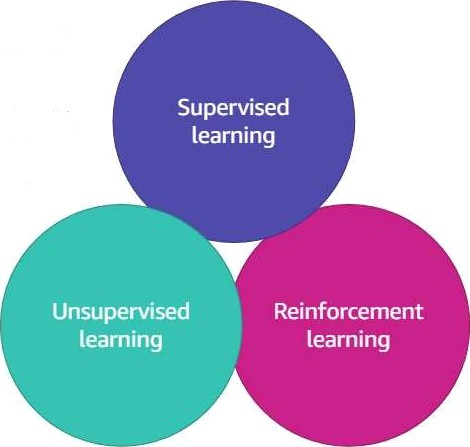 Supervised
learning
Unsupervised
learning
Reinforcement
learning